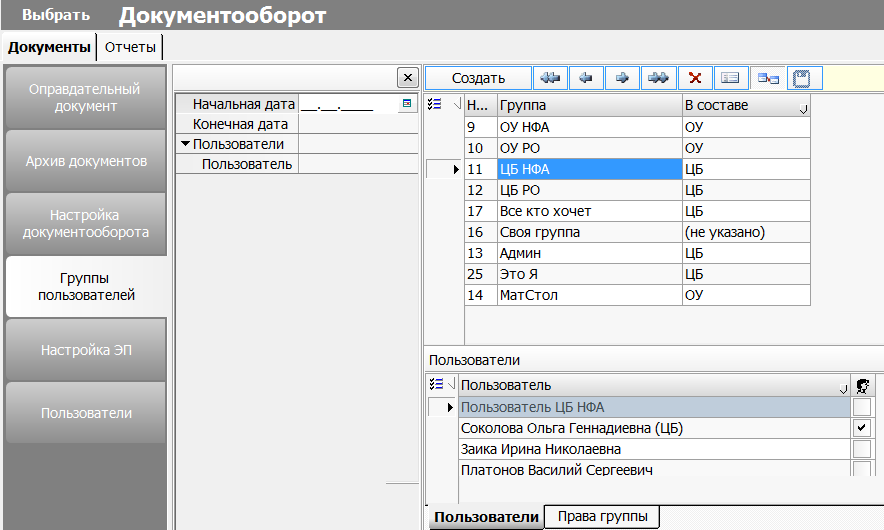 Выбрать Документооборот
Документы Отчеты
Оправдательный
документ
Архив документов
Настройка
документооборота
Группы
пользователей
Настройка ЭП
Пользователи
Начальная дата __.__.____
Конечная дата
Пользователи
Пользователь
Создать
Н... Группа В составе
9 ОУ НФА ОУ
10 ОУ РО ОУ
11 ЦБ НФА ЦБ
12 ЦБ РО ЦБ
17 Все кто хочет ЦБ
16 Своя группа (не указано)
13 Админ ЦБ
25 Это Я ЦБ
14 МатСтол ОУ
Пользователи
Пользователь
Пользователь ЦБ НФА
Соколова Ольга Геннадиевна (ЦБ)
Заика Ирина Николаевна
Платонов Василий Сергеевич
Пользователи Права группы